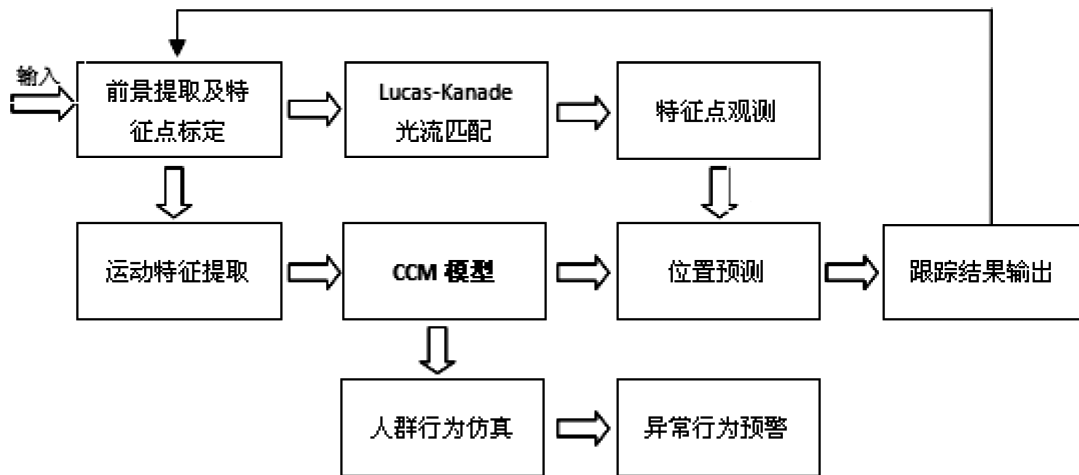 输入
前景提取及特
征点标定
Lucas-Kanade
光流匹配
特征点观测
运动特征提取
CCM 模型
位置预测
跟踪结果输出
人群行为仿真
异常行为预警